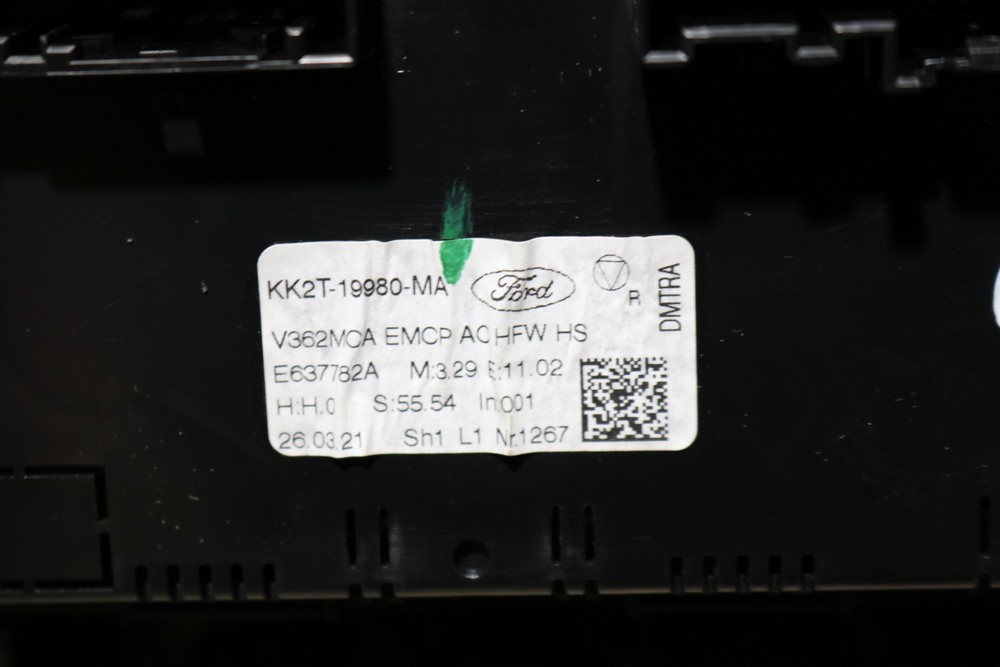 KK2T-19980-MA
Ford
R
DMTRA
V362MCA EMCP AC HFW HS
E637782A M:3.29 E:11.02
H:H.0 S:55.54 In:001
26.03.21 Sh1 L1 Nr.1267